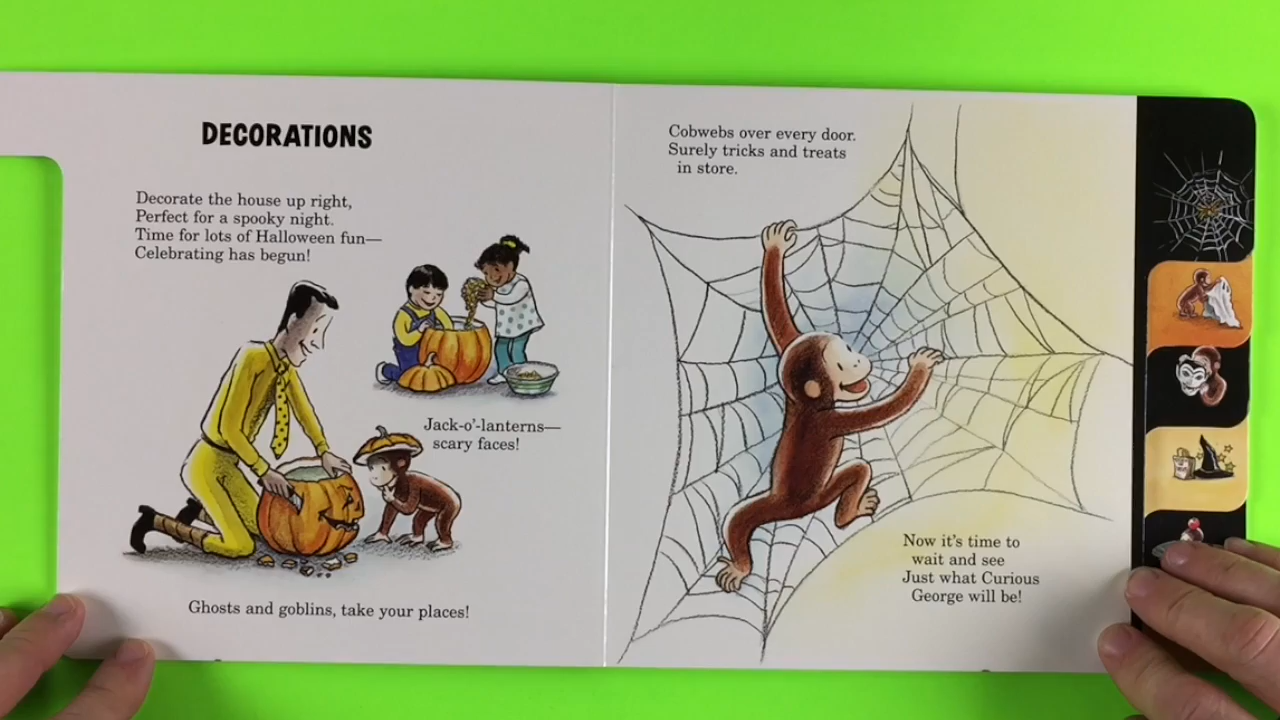 DECORATIONS
Decorate the house up right,
Perfect for a spooky night.
Time for lots of Halloween fun—
Celebrating has begun!
Jack-o’-lanterns—
scary faces!
Ghosts and goblins, take your places!
Cobwebs over every door.
Surely tricks and treats
in store.
Now it’s time to
wait and see
Just what Curious
George will be!